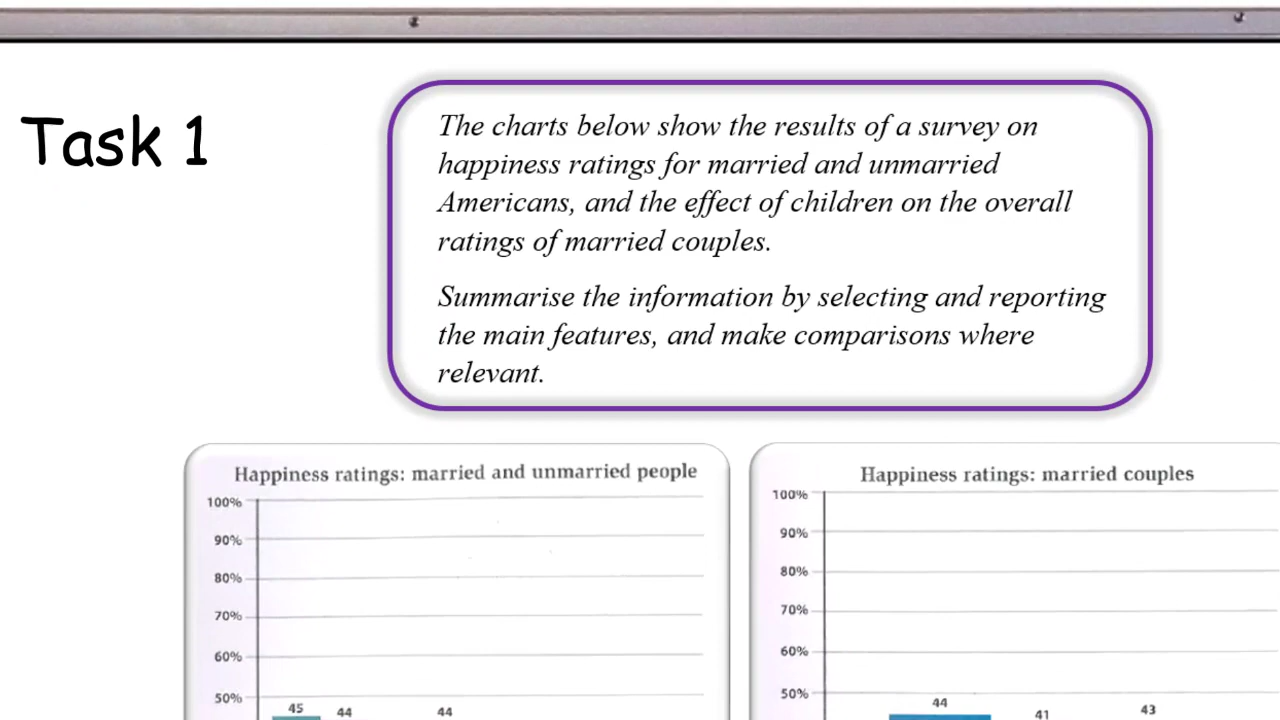 Task 1
The charts below show the results of a survey on
happiness ratings for married and unmarried
Americans, and the effect of children on the overall
ratings of married couples.
Summarise the information by selecting and reporting
the main features, and make comparisons where
relevant.
Happiness ratings: married and unmarried people
100%
90%
80%
70%
60%
50%
45 44 44
Happiness ratings: married couples
100%
90%
80%
70%
60%
50%
44 41 43